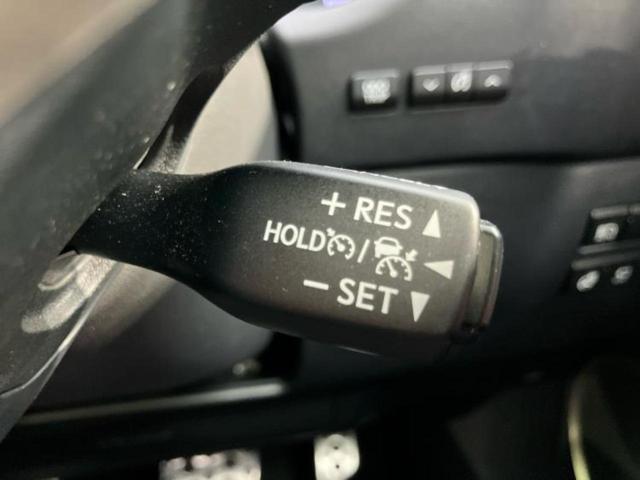 + RES
HOLD /
- SET